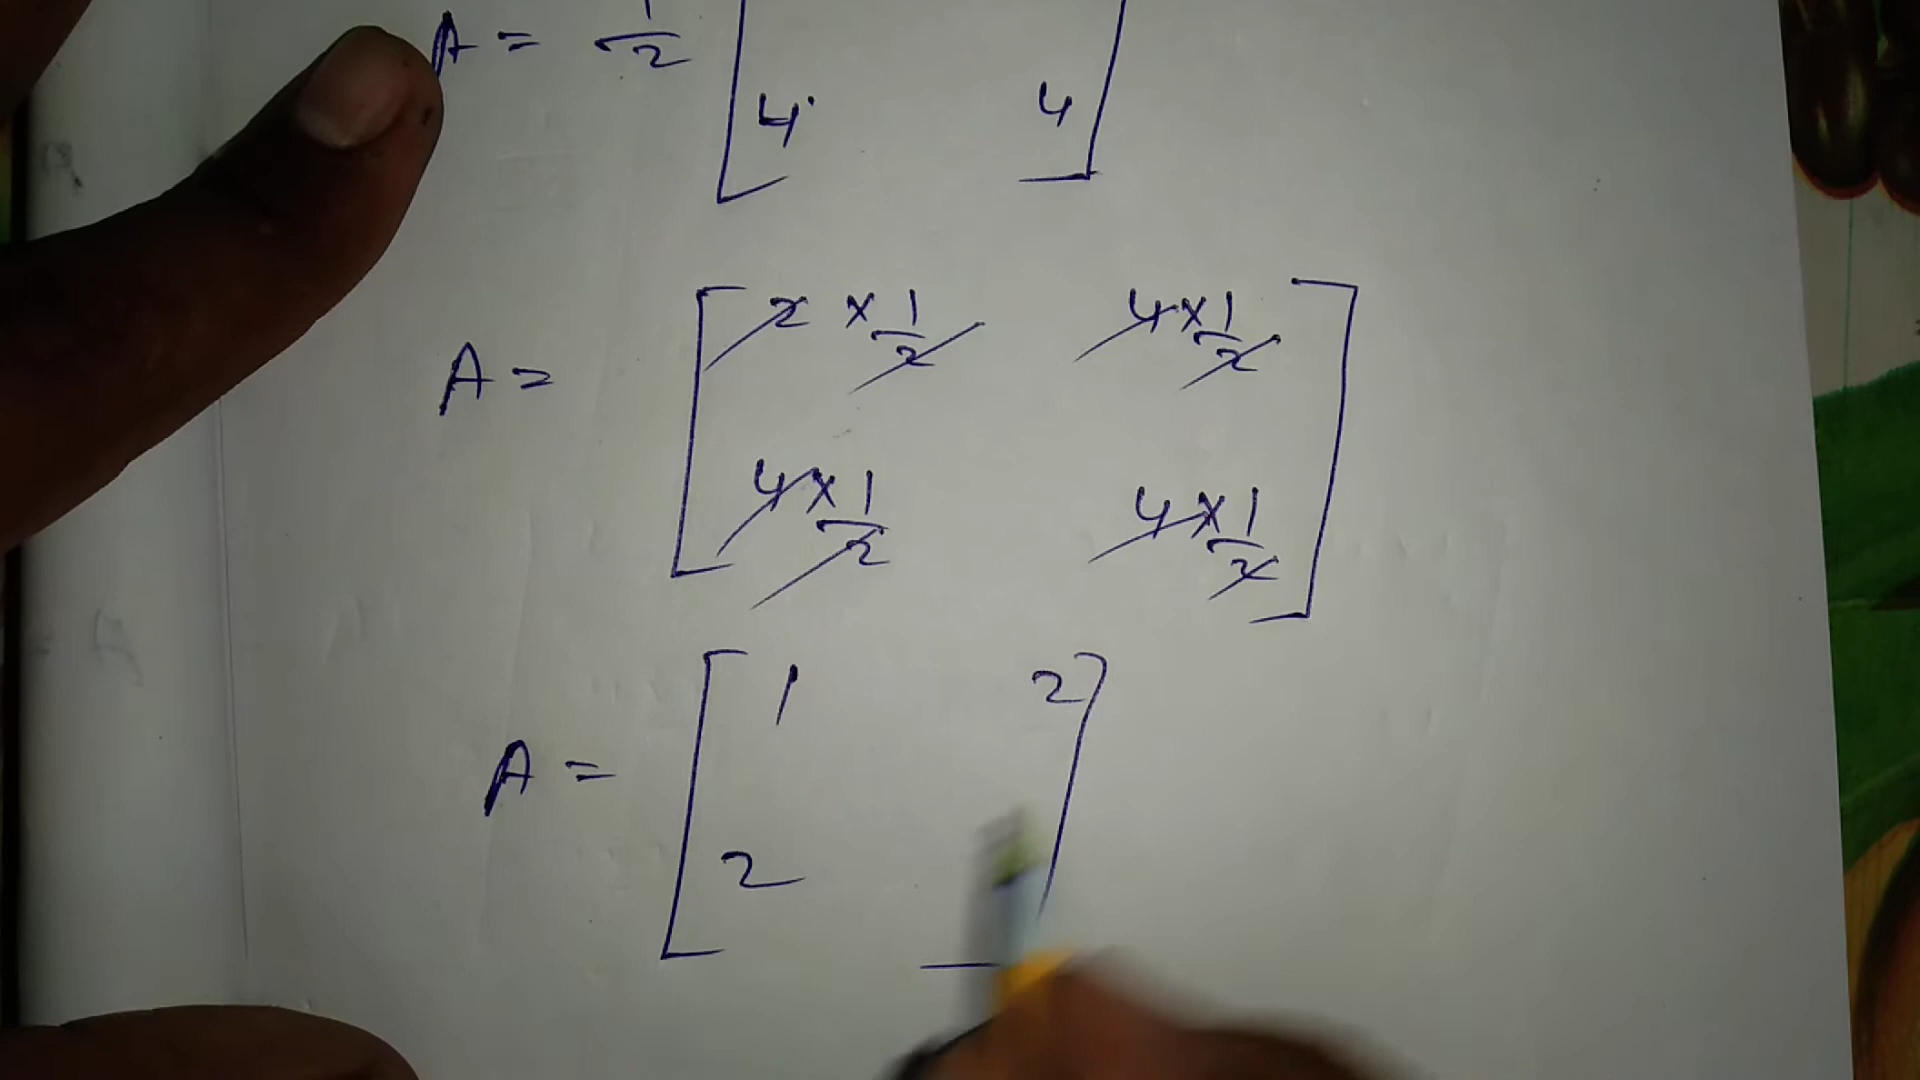 A = 1/2 [
4 4 ]
A = [ 2 × 1/2 4 × 1/2
4 × 1/2 4 × 1/2 ]
A = [ 1 2
2 ]